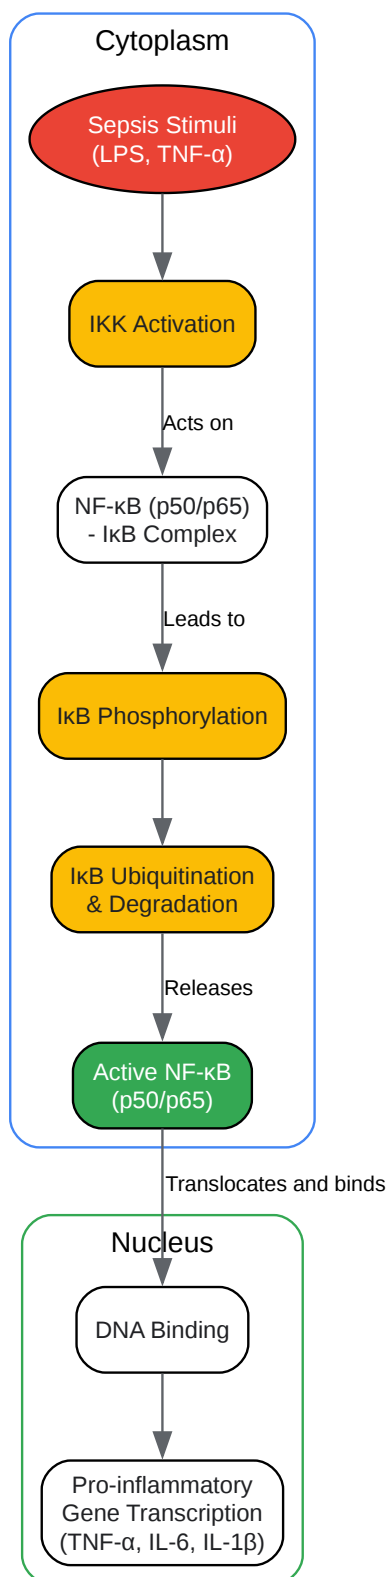 Cytoplasm
Sepsis Stimuli
(LPS, TNF-α)
IKK Activation
Acts on
NF-κB (p50/p65)
- IκB Complex
Leads to
IκB Phosphorylation
IκB Ubiquitination
& Degradation
Releases
Active NF-κB
(p50/p65)
Translocates and binds
Nucleus
DNA Binding
Pro-inflammatory
Gene Transcription
(TNF-α, IL-6, IL-1β)